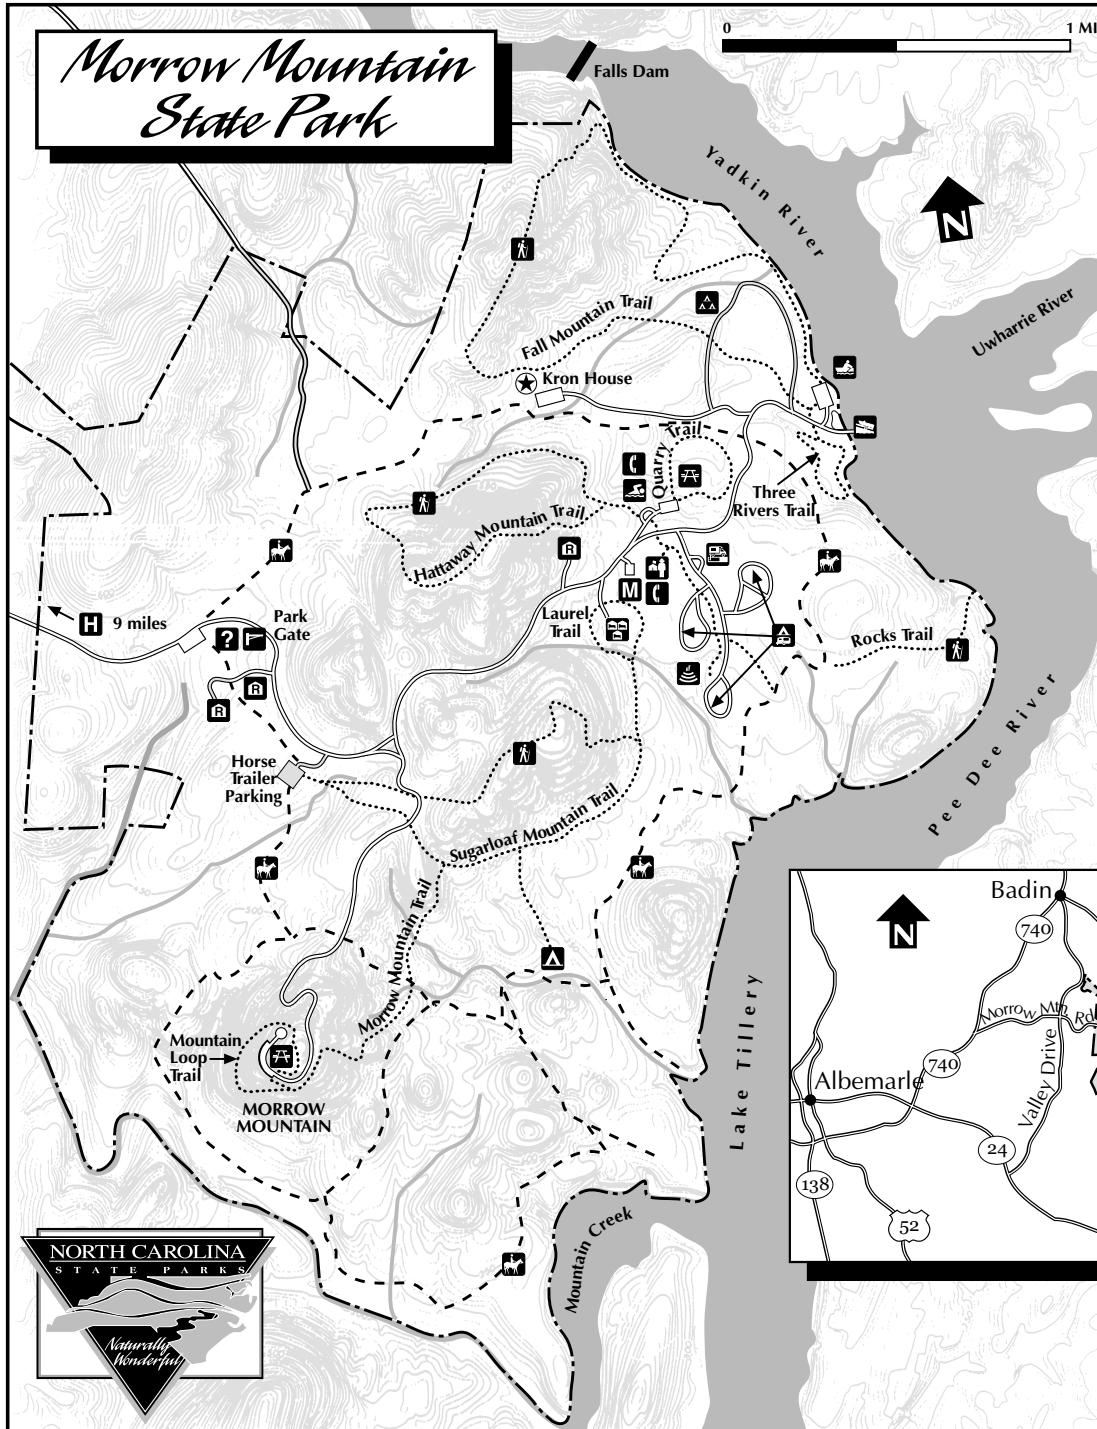 Morrow Mountain
State Park
0
1 MI
Falls Dam
Yadkin River
N
Uwharrie River
Fall Mountain Trail
Kron House
Quarry Trail
Three
Rivers Trail
Hattaway Mountain Trail
R
M
Laurel
Trail
Rocks Trail
H
9 miles
?
Park
Gate
R
R
Horse
Trailer
Parking
Sugarloaf Mountain Trail
Pee Dee River
Morrow Mountain Trail
Mountain
Loop
Trail
MORROW
MOUNTAIN
Lake Tillery
Mountain Creek
Badin
N
740
Morrow Mtn. Rd
740
Albemarle
Valley Drive
24
138
52
NORTH CAROLINA
STATE PARKS
Naturally
Wonderful